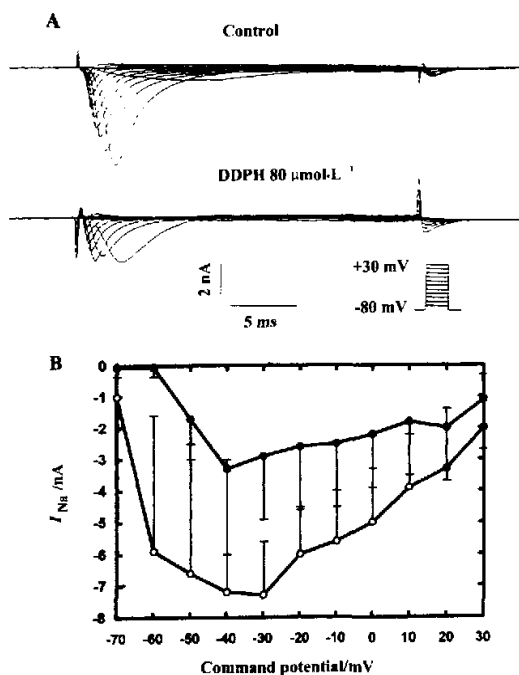 A
Control
DDPH 80 μmol·L⁻¹
2 nA
5 ms
+30 mV
-80 mV
B
0
-1
-2
-3
-4
-5
-6
-7
-8
I Na /nA
-70 -60 -50 -40 -30 -20 -10 0 10 20 30
Command potential/mV